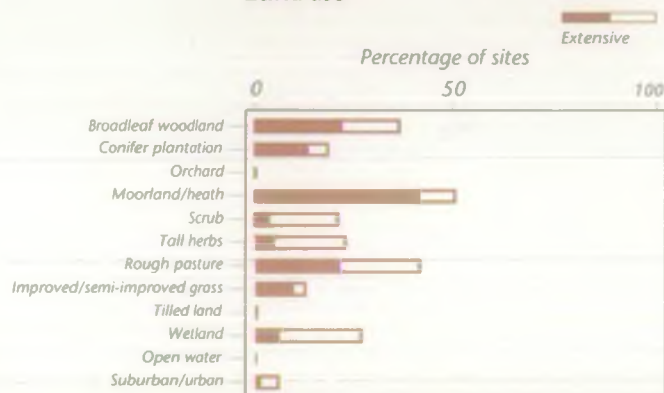 Extensive
Percentage of sites
0 50 100
Broadleaf woodland
Conifer plantation
Orchard
Moorland/heath
Scrub
Tall herbs
Rough pasture
Improved/semi-improved grass
Tilled land
Wetland
Open water
Suburban/urban